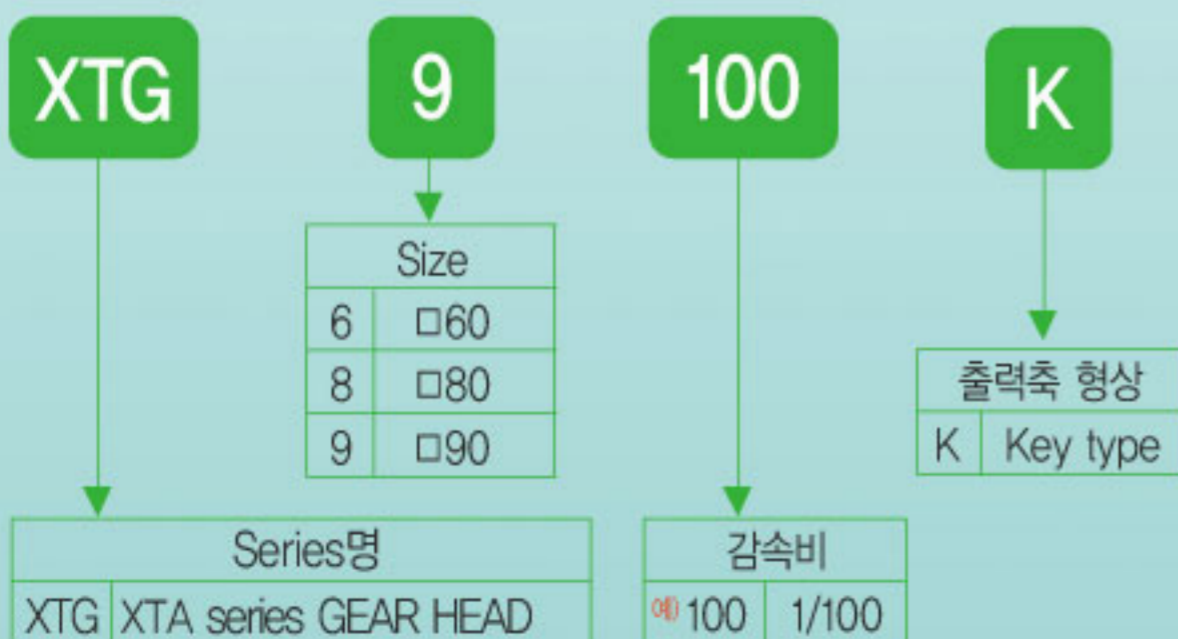 XTG 9 100 K
Size
6 □60
8 □80
9 □90
출력축 형상
K Key type
Series명
XTG XTA series GEAR HEAD
감속비
예) 100 1/100